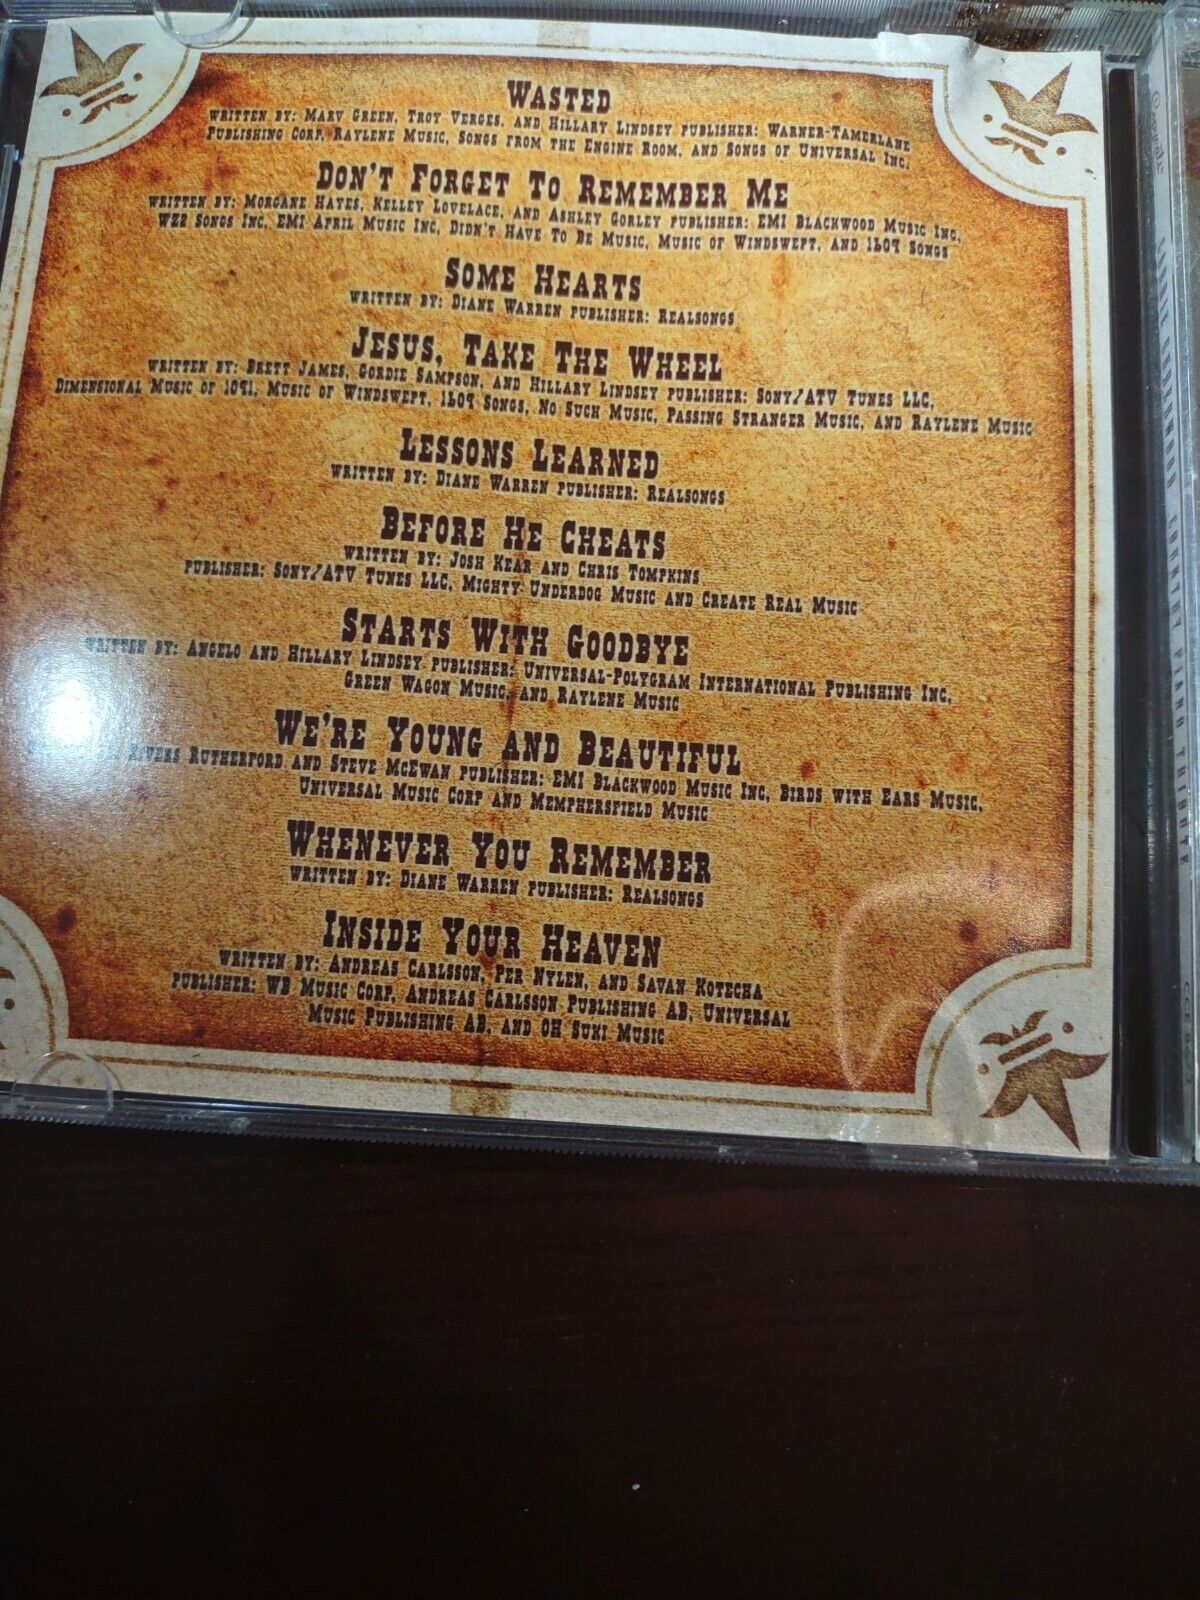 Wasted
written by: Marv Green, Troy Verges, and Hillary Lindsey publisher: Warner-Tamerlane
Publishing Corp, Raylene Music, Songs from the Engine Room, and Songs of Universal Inc.
Don't Forget To Remember Me
written by: Morgane Hayes, Kelley Lovelace, and Ashley Gorley publisher: EMI Blackwood Music Inc,
WZ2 Songs Inc, EMI April Music Inc, Didn't Have To Be Music, Music of Windswept, and 1609 Songs
Some Hearts
written by: Diane Warren publisher: Realsongs
Jesus, Take The Wheel
written by: Brett James, Gordie Sampson, and Hillary Lindsey publisher: Sony/ATV Tunes LLC,
Dimensional Music of 1091, Music of Windswept, 1609 Songs, No Such Music, Passing Stranger Music, and Raylene Music
Lessons Learned
written by: Diane Warren publisher: Realsongs
Before He Cheats
written by: Josh Kear and Chris Tompkins
publisher: Sony/ATV Tunes LLC, Mighty Underdog Music and Create Real Music
Starts With Goodbye
written by: Angelo and Hillary Lindsey publisher: Universal-Polygram International Publishing Inc,
Green Wagon Music, and Raylene Music
We're Young and Beautiful
Rivers Rutherford and Steve McEwan publisher: EMI Blackwood Music Inc, Birds with Ears Music,
Universal Music Corp and Memphersfield Music
Whenever You Remember
written by: Diane Warren publisher: Realsongs
Inside Your Heaven
written by: Andreas Carlsson, Per Nylen, and Savan Kotecha
publisher: WB Music Corp, Andreas Carlsson Publishing AB, Universal
Music Publishing AB, and Oh Suki Music